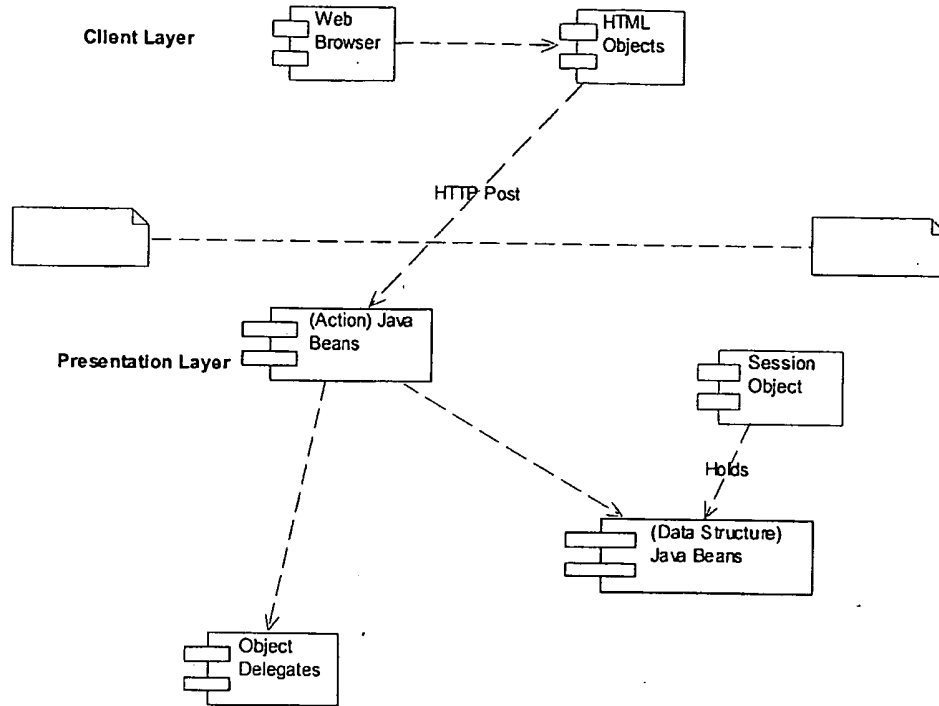 Client Layer
Web
Browser
HTML
Objects
HTTP Post
(Action) Java
Beans
Presentation Layer
Session
Object
Holds
(Data Structure)
Java Beans
Object
Delegates